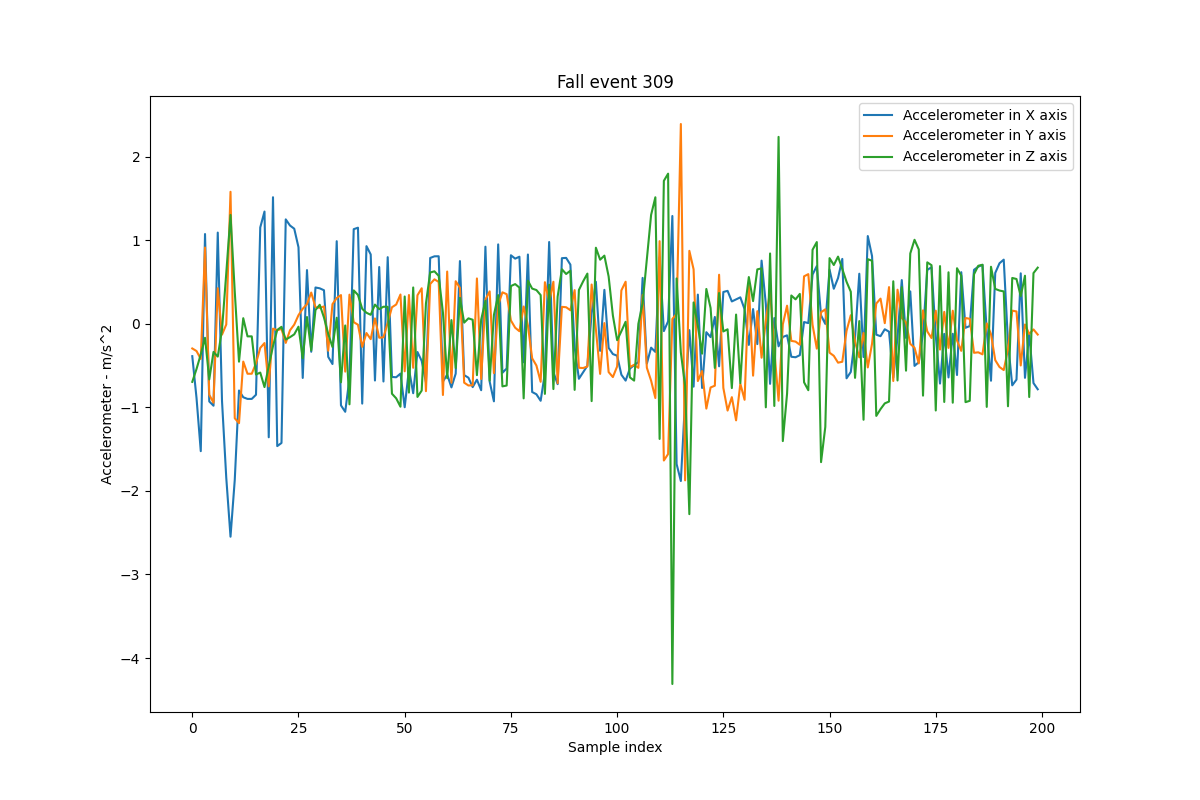 Fall event 309
Accelerometer in X axis
Accelerometer in Y axis
Accelerometer in Z axis
Accelerometer - m/s^2
2
1
0
−1
−2
−3
−4
0 25 50 75 100 125 150 175 200
Sample index